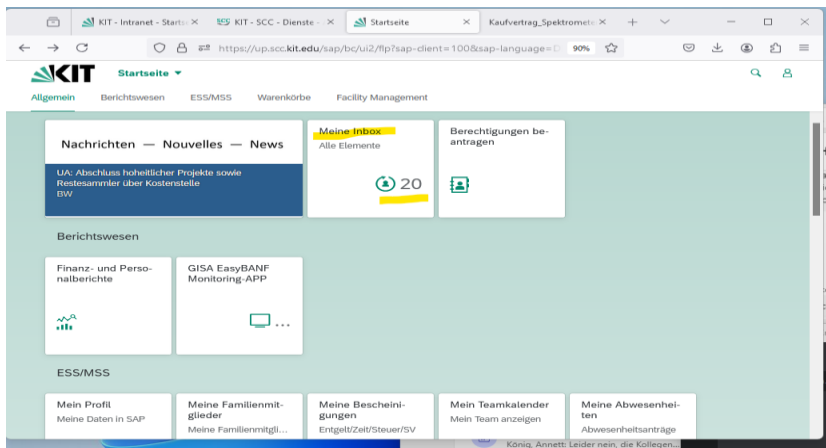 KIT - Intranet - Starts
KIT - SCC - Dienste -
Startseite
Kaufvertrag_Spektromete
https://up.scc.kit.edu/sap/bc/ui2/flp?sap-client=100&sap-language=D
90%
KIT
Startseite
Allgemein
Berichtswesen
ESS/MSS
Warenkörbe
Facility Management
Nachrichten — Nouvelles — News
UA: Abschluss hoheitlicher Projekte sowie
Restesammler über Kostenstelle
BW
Meine Inbox
Alle Elemente
20
Berechtigungen be-
antragen
Berichtswesen
Finanz- und Perso-
nalberichte
GISA EasyBANF
Monitoring-APP
...
ESS/MSS
Mein Profil
Meine Daten in SAP
Meine Familienmit-
glieder
Meine Familienmitgli...
Meine Bescheini-
gungen
Entgelt/Zeit/Steuer/SV
Mein Teamkalender
Mein Team anzeigen
Meine Abwesenhei-
ten
Abwesenheitsanträge
König, Annett: Leider nein, die Kollegen...